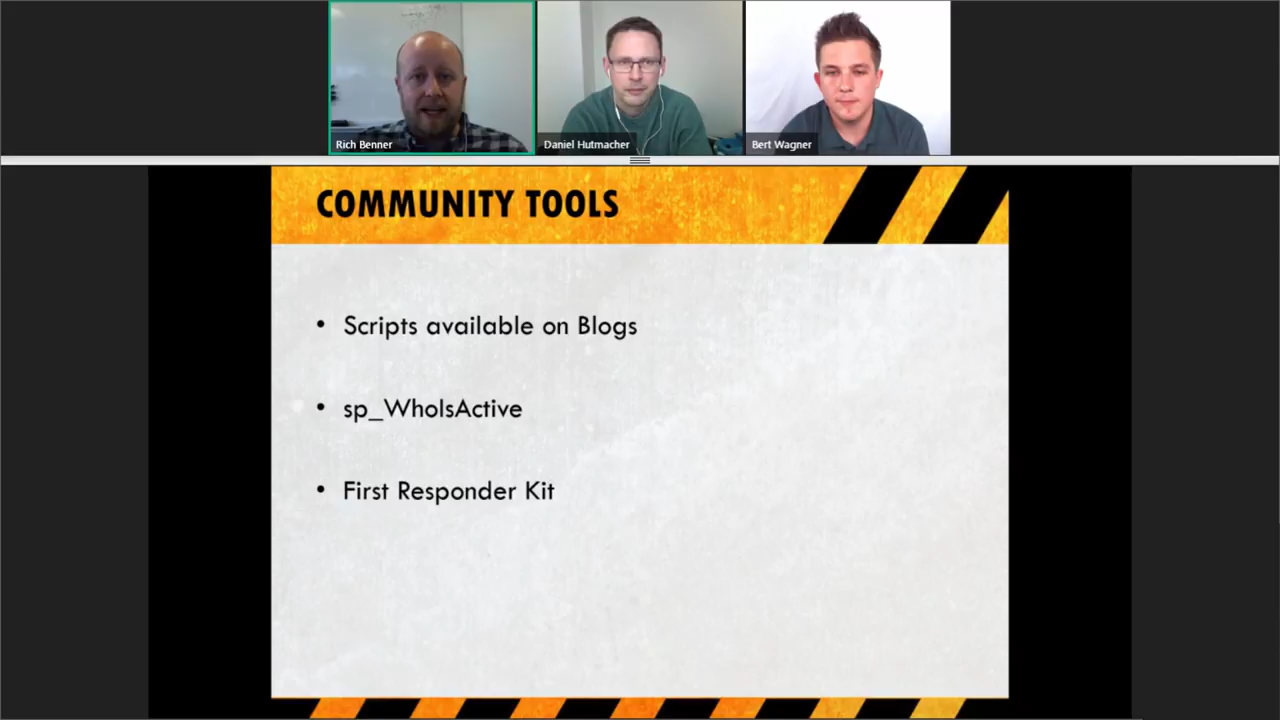 Rich Benner
Daniel Hutmacher
Bert Wagner
COMMUNITY TOOLS
• Scripts available on Blogs
• sp_WhoIsActive
• First Responder Kit